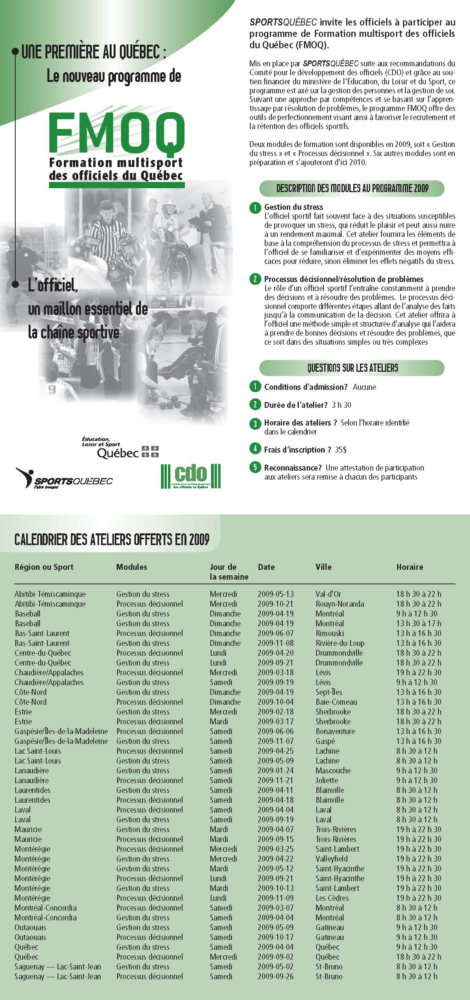 UNE PREMIÈRE AU QUÉBEC :
Le nouveau programme de
FMOQ
Formation multisport
des officiels du Québec
L'officiel,
un maillon essentiel de
la chaîne sportive
Éducation,
Loisir et Sport
Québec
SPORTSQUEBEC
Faire bouger
cdo
comité pour le développement
des officiels du Québec
SPORTSQUÉBEC invite les officiels à participer au
programme de Formation multisport des officiels
du Québec (FMOQ).
Mis en place par SPORTSQUÉBEC suite aux recommandations du
Comité pour le développement des officiels (CDO) et grâce au sou-
tien financier du ministère de l'Éducation, du Loisir et du Sport, ce
programme est axé sur la gestion des personnes et la gestion de soi.
Suivant une approche par compétences et se basant sur l'appren-
tissage par résolution de problèmes, le programme FMOQ offre des
outils de perfectionnement visant ainsi à favoriser le recrutement et
la rétention des officiels sportifs.
Deux modules de formation sont disponibles en 2009, soit « Gestion
du stress » et « Processus décisionnel ». Six autres modules sont en
préparation et s'ajouteront d'ici 2010.
DESCRIPTION DES MODULES AU PROGRAMME 2009
1 Gestion du stress
L'officiel sportif fait souvent face à des situations susceptibles
de provoquer un stress, qui réduit le plaisir et peut aussi nuire
à un rendement maximal. Cet atelier fournira les éléments de
base à la compréhension du processus de stress et permettra à
l'officiel de se familiariser et d'expérimenter des moyens effi-
caces pour réduire, sinon éliminer les effets négatifs du stress.
2 Processus décisionnel/résolution de problèmes
Le rôle d'un officiel sportif l'entraîne constamment à prendre
des décisions et à résoudre des problèmes. Le processus déci-
sionnel comporte différentes étapes allant de l'analyse des faits
jusqu'à la communication de la décision. Cet atelier offrira à
l'officiel une méthode simple et structurée d'analyse qui l'aidera
à prendre de bonnes décisions et résoudre des problèmes, que
ce soit dans des situations simples ou très complexes
QUESTIONS SUR LES ATELIERS
1 Conditions d'admission? Aucune
2 Durée de l'atelier? 3 h 30
3 Horaire des ateliers ? Selon l'horaire identifié
dans le calendrier
4 Frais d'inscription ? 35$
5 Reconnaissance? Une attestation de participation
aux ateliers sera remise à chacun des participants
CALENDRIER DES ATELIERS OFFERTS EN 2009
Région ou Sport Modules Jour de la semaine Date Ville Horaire
Abitibi-Témiscaminque Gestion du stress Mercredi 2009-05-13 Val-d'Or 18 h 30 à 22 h
Abitibi-Témiscaminque Processus décisionnel Mercredi 2009-10-21 Rouyn-Noranda 18 h 30 à 22 h
Baseball Gestion du stress Dimanche 2009-04-19 Montréal 9 h à 12 h 30
Baseball Gestion du stress Dimanche 2009-04-19 Montréal 13 h 30 à 17 h
Bas-Saint-Laurent Processus décisionnel Dimanche 2009-06-07 Rimouski 13 h à 16 h 30
Bas-Saint-Laurent Gestion du stress Dimanche 2009-11-08 Rivière-du-Loup 13 h à 16 h 30
Centre-du-Québec Processus décisionnel Lundi 2009-04-20 Drummondville 18 h 30 à 22 h
Centre-du-Québec Gestion du stress Lundi 2009-09-21 Drummondville 18 h 30 à 22 h
Chaudière/Appalaches Processus décisionnel Mercredi 2009-03-18 Lévis 19 h à 22 h 30
Chaudière/Appalaches Gestion du stress Samedi 2009-09-19 Lévis 9 h à 12 h 30
Côte-Nord Gestion du stress Dimanche 2009-04-19 Sept-Îles 13 h à 16 h 30
Côte-Nord Processus décisionnel Dimanche 2009-10-04 Baie-Comeau 13 h à 16 h 30
Estrie Gestion du stress Mercredi 2009-02-18 Sherbrooke 18 h 30 à 22 h
Estrie Processus décisionnel Mardi 2009-03-17 Sherbrooke 18 h 30 à 22 h
Gaspésie/Îles-de-la-Madeleine Processus décisionnel Samedi 2009-06-06 Bonaventure 13 h à 16 h 30
Gaspésie/Îles-de-la-Madeleine Gestion du stress Samedi 2009-11-07 Gaspé 13 h à 16 h 30
Lac Saint-Louis Processus décisionnel Samedi 2009-04-25 Lachine 8 h 30 à 12 h
Lac Saint-Louis Gestion du stress Samedi 2009-05-09 Lachine 8 h 30 à 12 h
Lanaudière Gestion du stress Samedi 2009-01-24 Mascouche 9 h à 12 h 30
Lanaudière Processus décisionnel Samedi 2009-11-21 Joliette 9 h à 12 h 30
Laurentides Gestion du stress Samedi 2009-04-11 Blainville 8 h 30 à 12 h
Laurentides Processus décisionnel Samedi 2009-04-18 Blainville 8 h 30 à 12 h
Laval Processus décisionnel Samedi 2009-04-04 Laval 8 h 30 à 12 h
Laval Gestion du stress Samedi 2009-09-19 Laval 8 h 30 à 12 h
Mauricie Gestion du stress Mardi 2009-04-07 Trois-Rivières 19 h à 22 h 30
Mauricie Processus décisionnel Mardi 2009-09-15 Trois-Rivières 19 h à 22 h 30
Montérégie Processus décisionnel Mercredi 2009-03-25 Saint-Lambert 19 h à 22 h 30
Montérégie Gestion du stress Mercredi 2009-04-22 Valleyfield 19 h à 22 h 30
Montérégie Gestion du stress Mardi 2009-05-12 Saint-Hyacinthe 19 h à 22 h 30
Montérégie Processus décisionnel Lundi 2009-09-21 Saint-Hyacinthe 19 h à 22 h 30
Montérégie Gestion du stress Mardi 2009-10-13 Saint-Lambert 19 h à 22 h 30
Montérégie Processus décisionnel Lundi 2009-11-09 Les Cèdres 19 h à 22 h 30
Montréal-Concordia Processus décisionnel Samedi 2009-03-07 Montréal 8 h 30 à 12 h
Montréal-Concordia Gestion du stress Samedi 2009-04-04 Montréal 8 h 30 à 12 h
Outaouais Gestion du stress Samedi 2009-05-09 Gatineau 9 h à 12 h 30
Outaouais Processus décisionnel Samedi 2009-10-17 Gatineau 9 h à 12 h 30
Québec Gestion du stress Samedi 2009-04-04 Québec 9 h à 12 h 30
Québec Processus décisionnel Mercredi 2009-09-02 Québec 18 h 30 à 22 h
Saguenay — Lac-Saint-Jean Gestion du stress Samedi 2009-05-02 St-Bruno 8 h 30 à 12 h
Saguenay — Lac-Saint-Jean Processus décisionnel Samedi 2009-09-26 St-Bruno 8 h 30 à 12 h